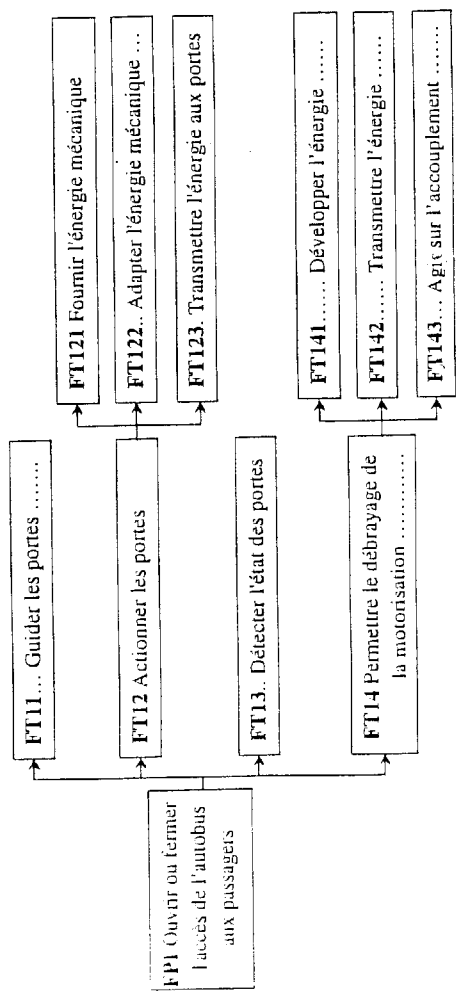 FP1 Ouvrir ou fermer
l'accès de l'autobus
aux passagers
FT11... Guider les portes ........
FT12 Actionner les portes
FT121 Fournir l'énergie mécanique
FT122.. Adapter l'énergie mécanique ...
FT123. Transmettre l'énergie aux portes
FT13.. Détecter l'état des portes
FT14 Permettre le débrayage de
la motorisation ..............
FT141....... Développer l'énergie ......
FT142....... Transmettre l'énergie .......
FT143.... Agir sur l'accouplement .......